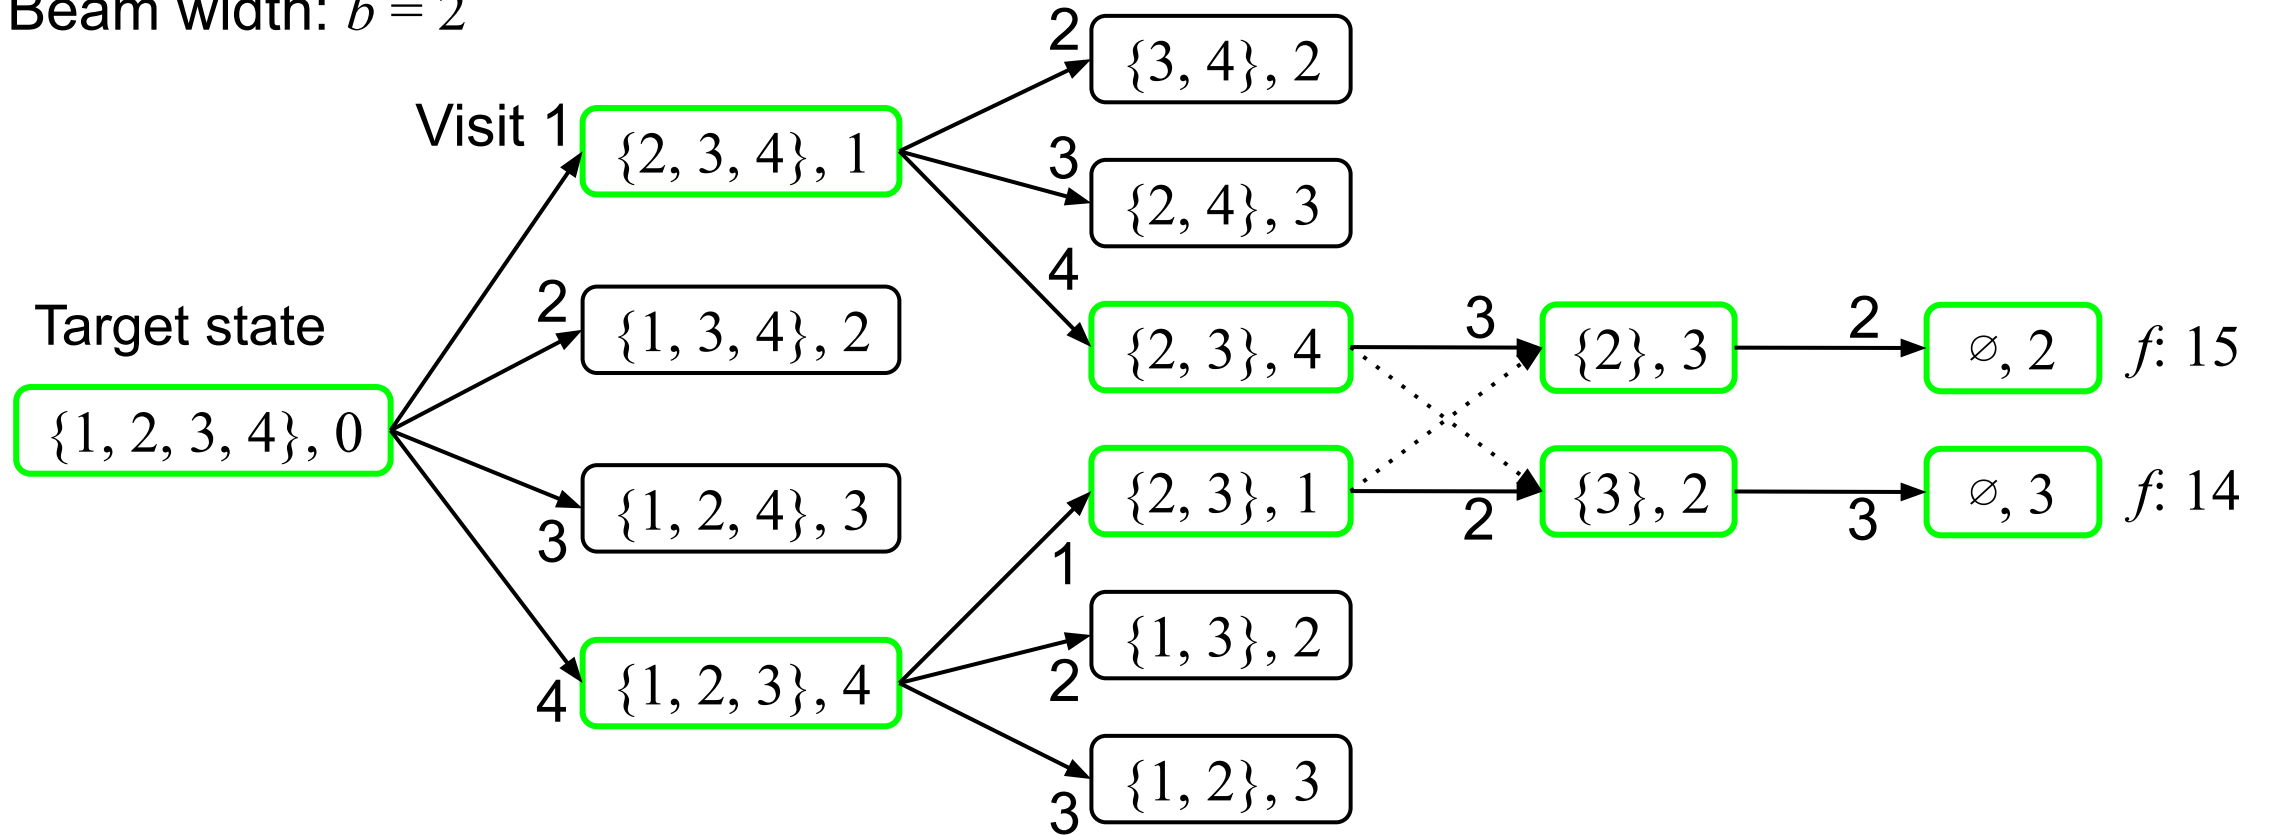 Beam width: b = 2
2
{3, 4}, 2
Visit 1
{2, 3, 4}, 1
3
{2, 4}, 3
4
2
{1, 3, 4}, 2
Target state
{1, 2, 3, 4}, 0
{2, 3}, 4
3
{2}, 3
2
∅, 2
f: 15
3
{1, 2, 4}, 3
{2, 3}, 1
2
{3}, 2
3
∅, 3
f: 14
4
{1, 2, 3}, 4
1
2
{1, 3}, 2
3
{1, 2}, 3